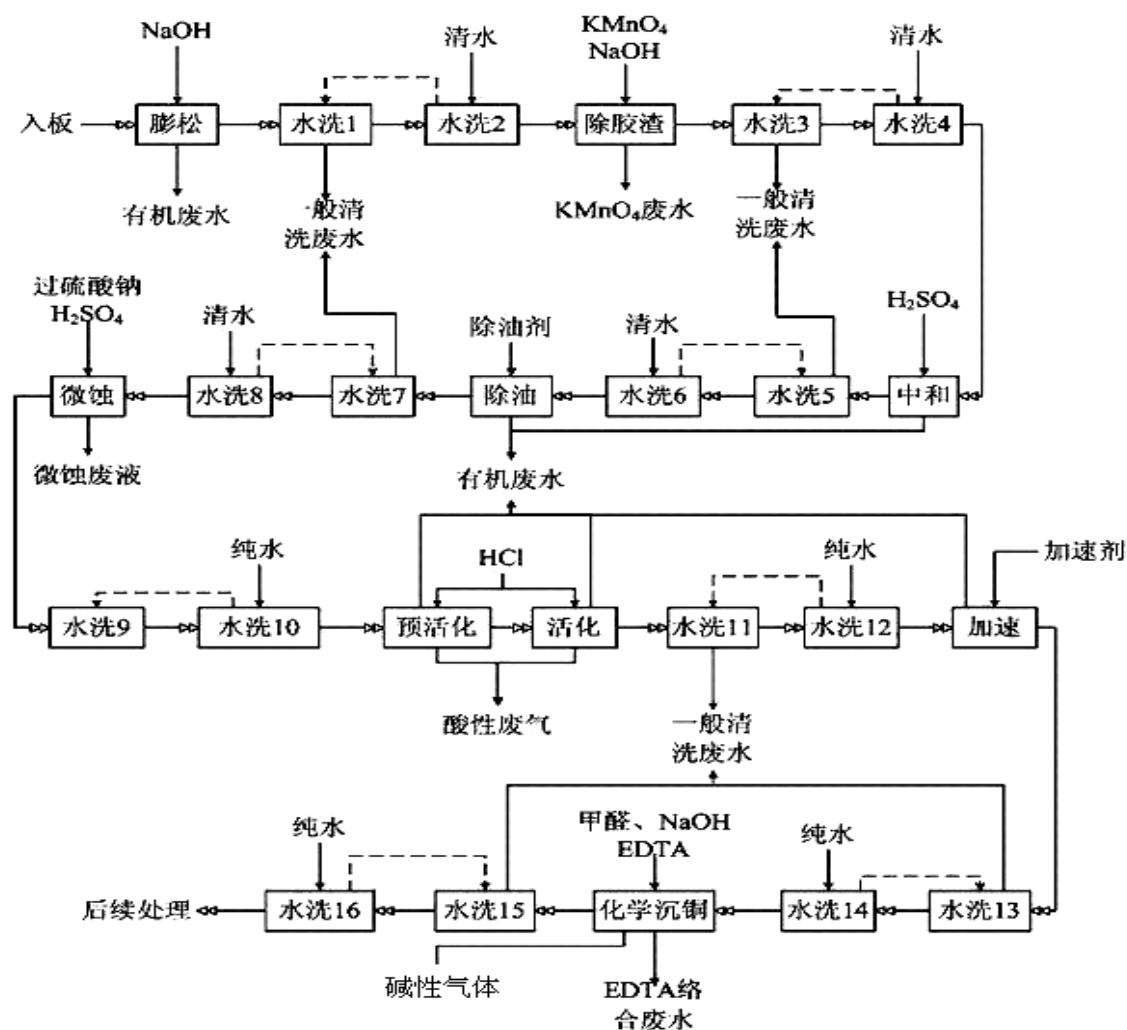 NaOH
清水
KMnO₄
NaOH
清水
入板
膨松
水洗1
水洗2
除胶渣
水洗3
水洗4
有机废水
一般清
洗废水
KMnO₄废水
一般清
洗废水
过硫酸钠
H₂SO₄
清水
除油剂
清水
H₂SO₄
微蚀
水洗8
水洗7
除油
水洗6
水洗5
中和
微蚀废液
有机废水
纯水
HCl
纯水
加速剂
水洗9
水洗10
预活化
活化
水洗11
水洗12
加速
酸性废气
一般清
洗废水
纯水
甲醛、NaOH
EDTA
纯水
后续处理
水洗16
水洗15
化学沉铜
水洗14
水洗13
碱性气体
EDTA络
合废水